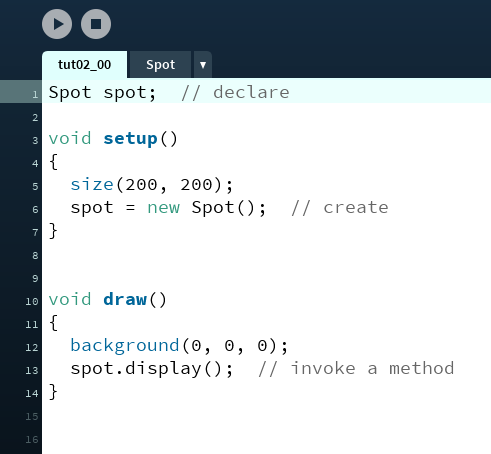 tut02_00 Spot ▼
1 Spot spot;  // declare
2
3 void setup()
4 {
5   size(200, 200);
6   spot = new Spot();  // create
7 }
8
9
10 void draw()
11 {
12   background(0, 0, 0);
13   spot.display();  // invoke a method
14 }
15
16